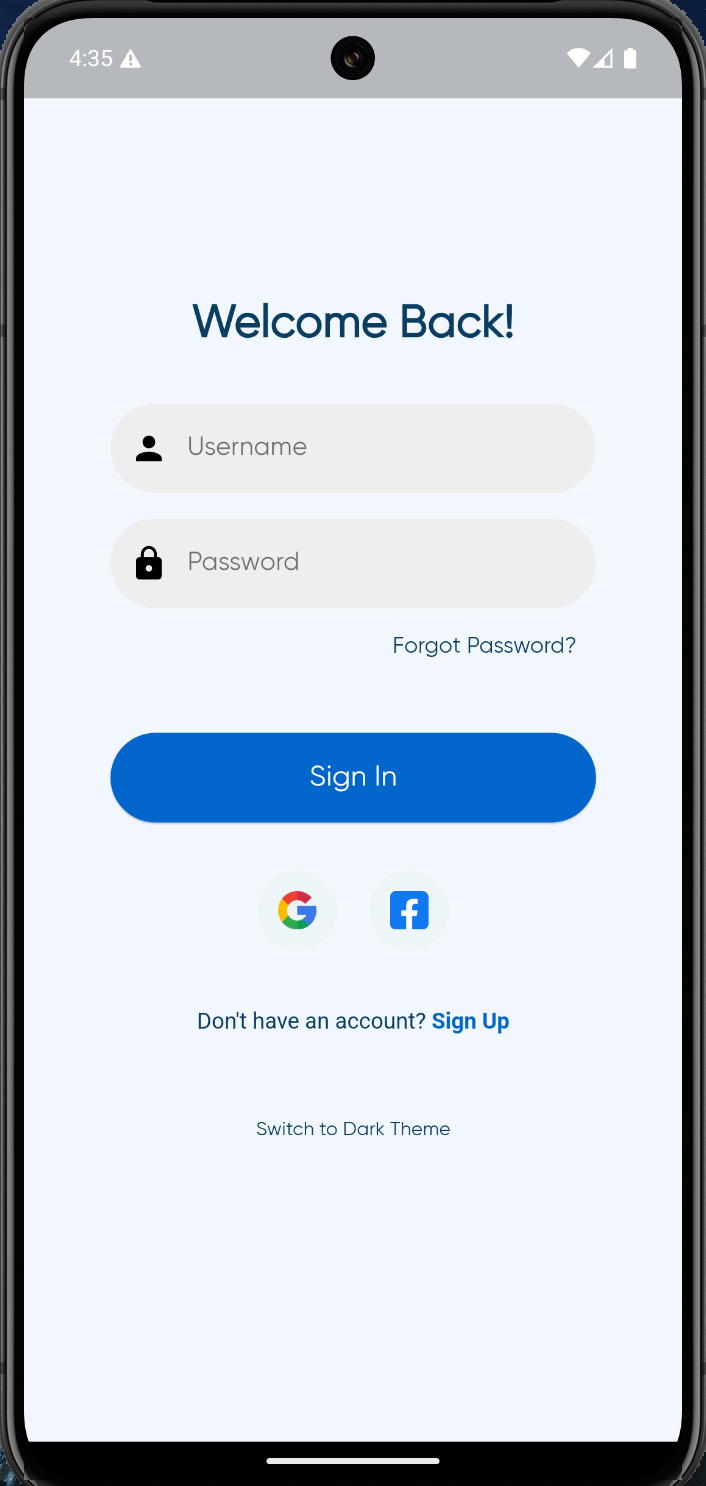 4:35
Welcome Back!
Username
Password
Forgot Password?
Sign In
Don't have an account? Sign Up
Switch to Dark Theme